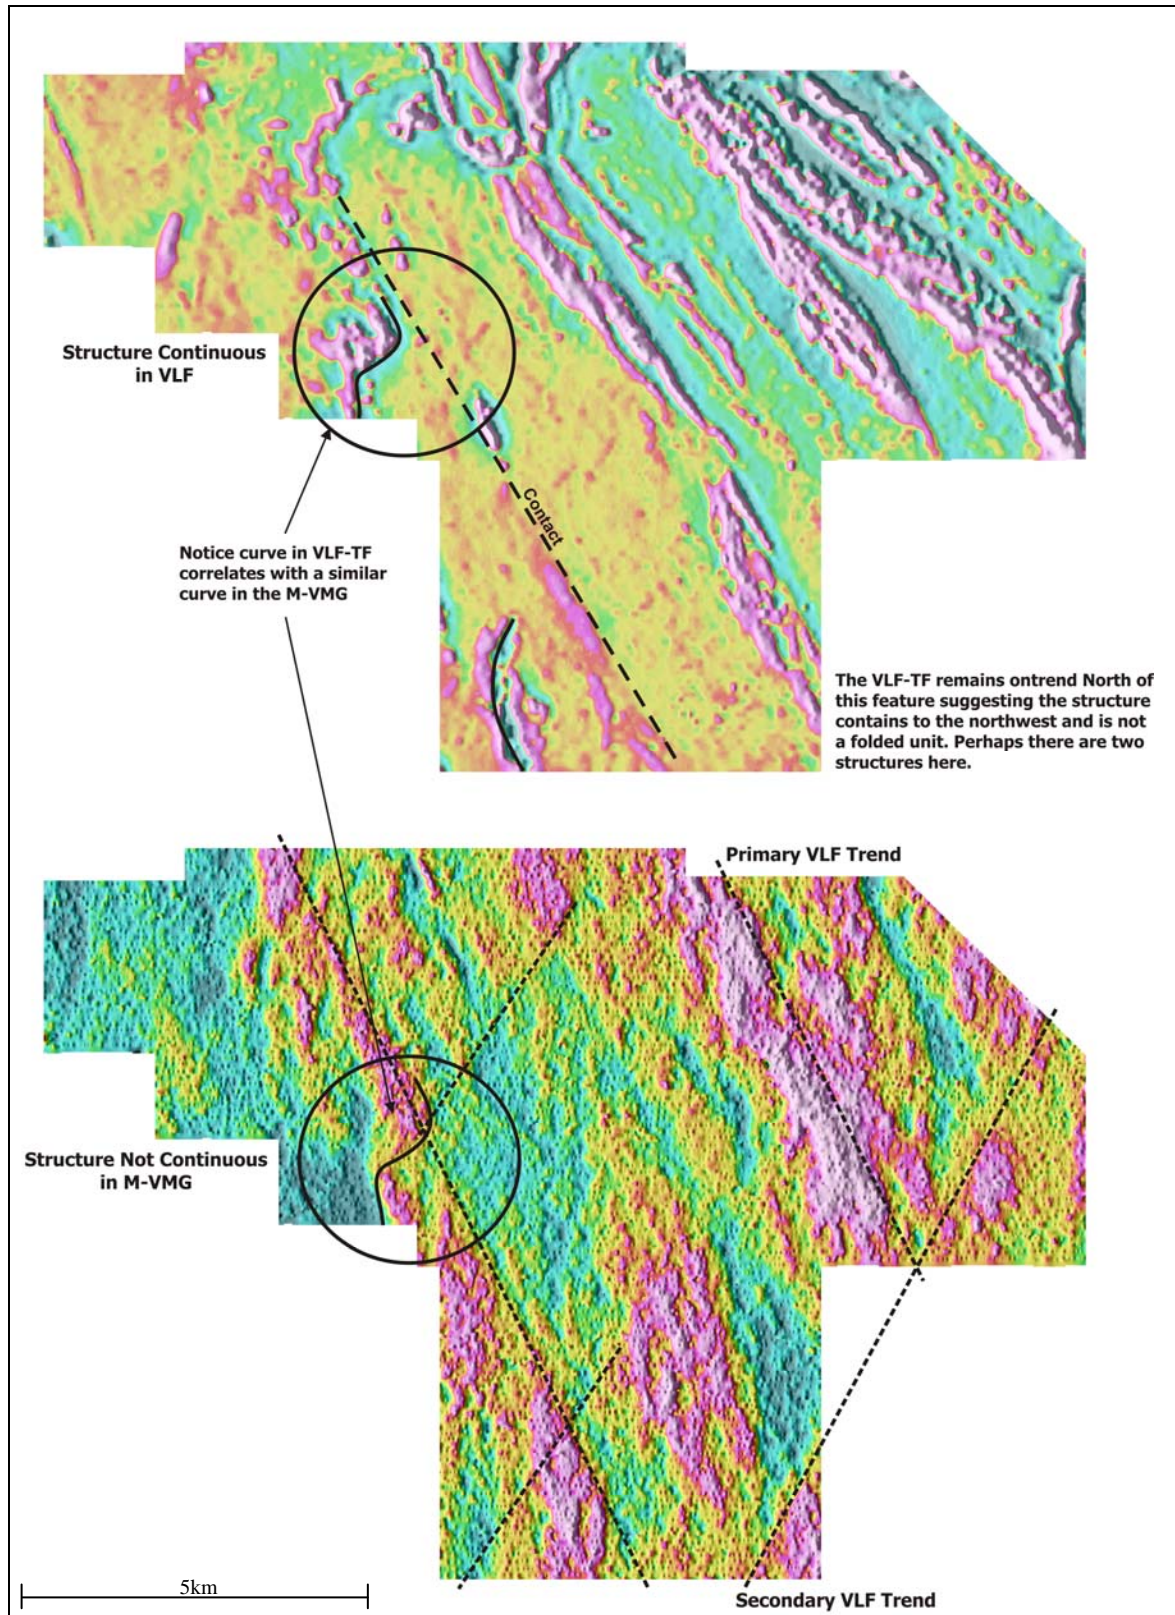 Structure Continuous
in VLF
Contact
Notice curve in VLF-TF
correlates with a similar
curve in the M-VMG
The VLF-TF remains ontrend North of
this feature suggesting the structure
contains to the northwest and is not
a folded unit. Perhaps there are two
structures here.
Primary VLF Trend
Structure Not Continuous
in M-VMG
5km
Secondary VLF Trend